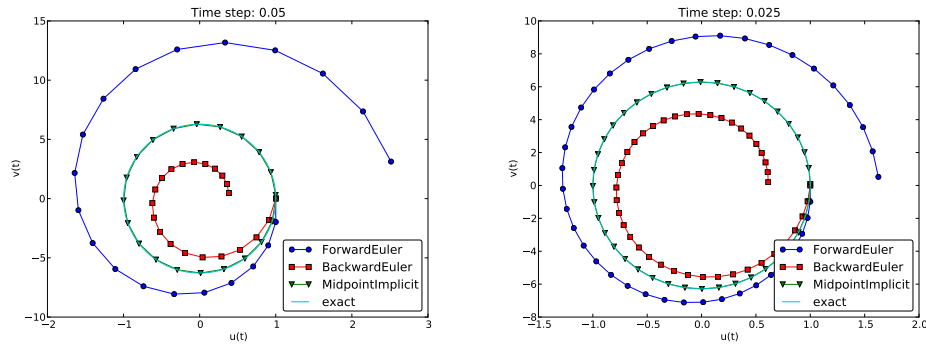 Time step: 0.05
15
10
5
0
−5
−10
v(t)
−2
−1
0
1
2
3
u(t)
ForwardEuler
BackwardEuler
MidpointImplicit
exact
Time step: 0.025
10
8
6
4
2
0
−2
−4
−6
−8
v(t)
−1.5
−1.0
−0.5
0.0
0.5
1.0
1.5
2.0
u(t)
ForwardEuler
BackwardEuler
MidpointImplicit
exact